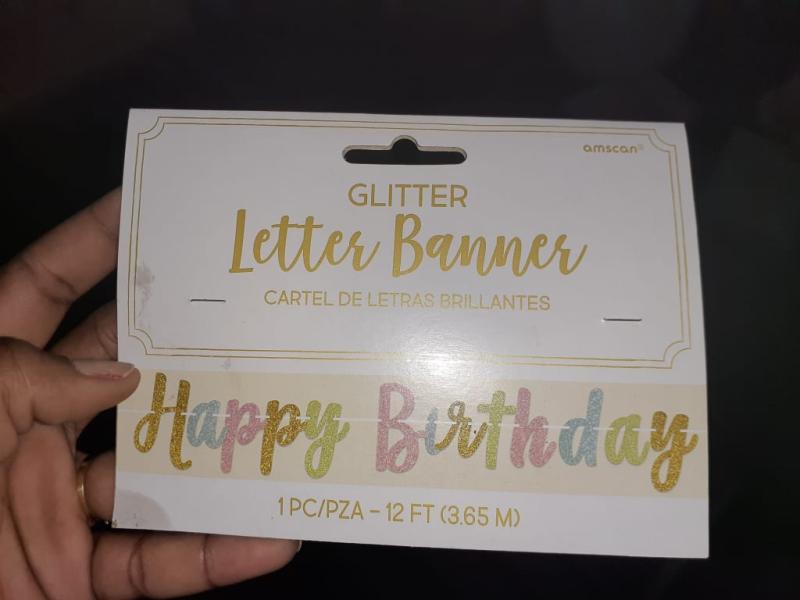 amscan®
GLITTER
Letter Banner
CARTEL DE LETRAS BRILLANTES
Happy Birthday
1 PC/PZA – 12 FT (3.65 M)